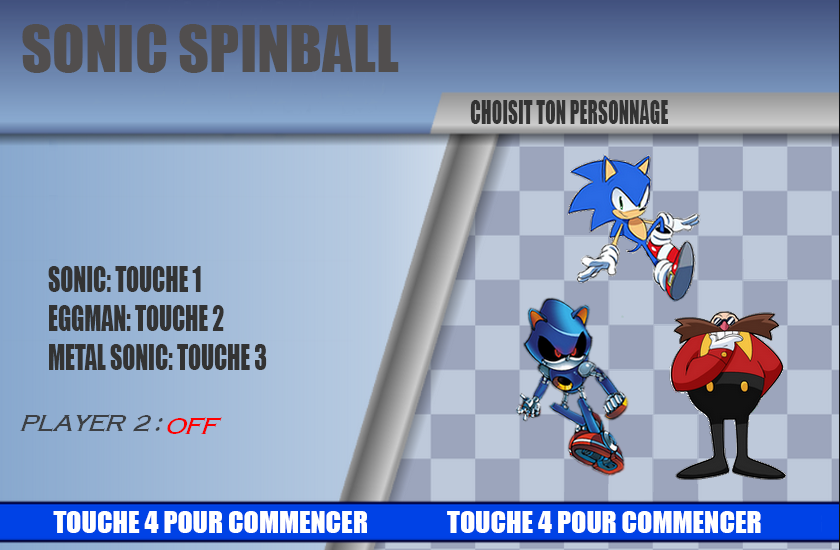 SONIC SPINBALL
CHOISIT TON PERSONNAGE
SONIC: TOUCHE 1
EGGMAN: TOUCHE 2
METAL SONIC: TOUCHE 3
PLAYER 2: OFF
TOUCHE 4 POUR COMMENCER TOUCHE 4 POUR COMMENCER